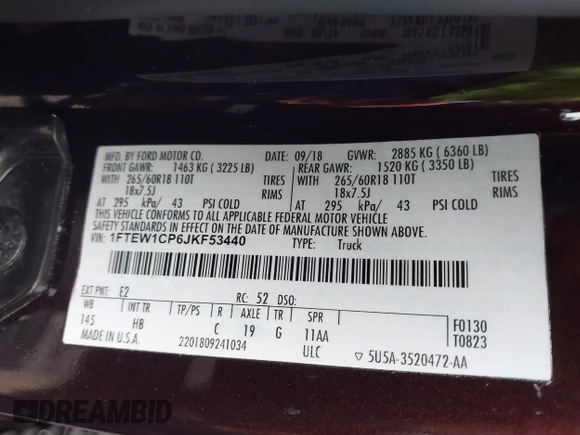 MFD. BY FORD MOTOR CO.
09/18 GVWR: 2885 KG ( 6360 LB)
FRONT GAWR: 1463 KG ( 3225 LB)
REAR GAWR: 1520 KG ( 3350 LB)
WITH 265/60R18 110T TIRES
WITH 265/60R18 110T TIRES
18x7.5J RIMS
18x7.5J RIMS
AT 295 kPa/ 43 PSI COLD
AT 295 kPa/ 43 PSI COLD
THIS VEHICLE CONFORMS TO ALL APPLICABLE FEDERAL MOTOR VEHICLE
SAFETY STANDARDS IN EFFECT ON THE DATE OF MANUFACTURE SHOWN ABOVE.
VIN: 1FTEW1CP6JKF53440 TYPE: Truck
EXT PNT: E2 RC: 52 DSO:
WB INT TR TP/PS R AXLE TR SPR
145 HB C 19 G 11AA
F0130
T0823
MADE IN U.S.A. 2201809241034 ULC ▽ 5U5A-3520472-AA
DREAMBID